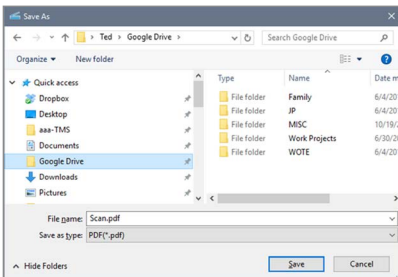 Save As
Ted > Google Drive >
Search Google Drive
Organize
New folder
Quick access
Dropbox
Desktop
aaa-TMS
Documents
Google Drive
Downloads
Pictures
Type Name Date m
File folder Family 6/4/20
File folder JP 6/4/20
File folder MISC 10/19/
File folder Work Projects 6/30/20
File folder WOTE 6/4/20
File name: Scan.pdf
Save as type: PDF(*.pdf)
Hide Folders
Save
Cancel